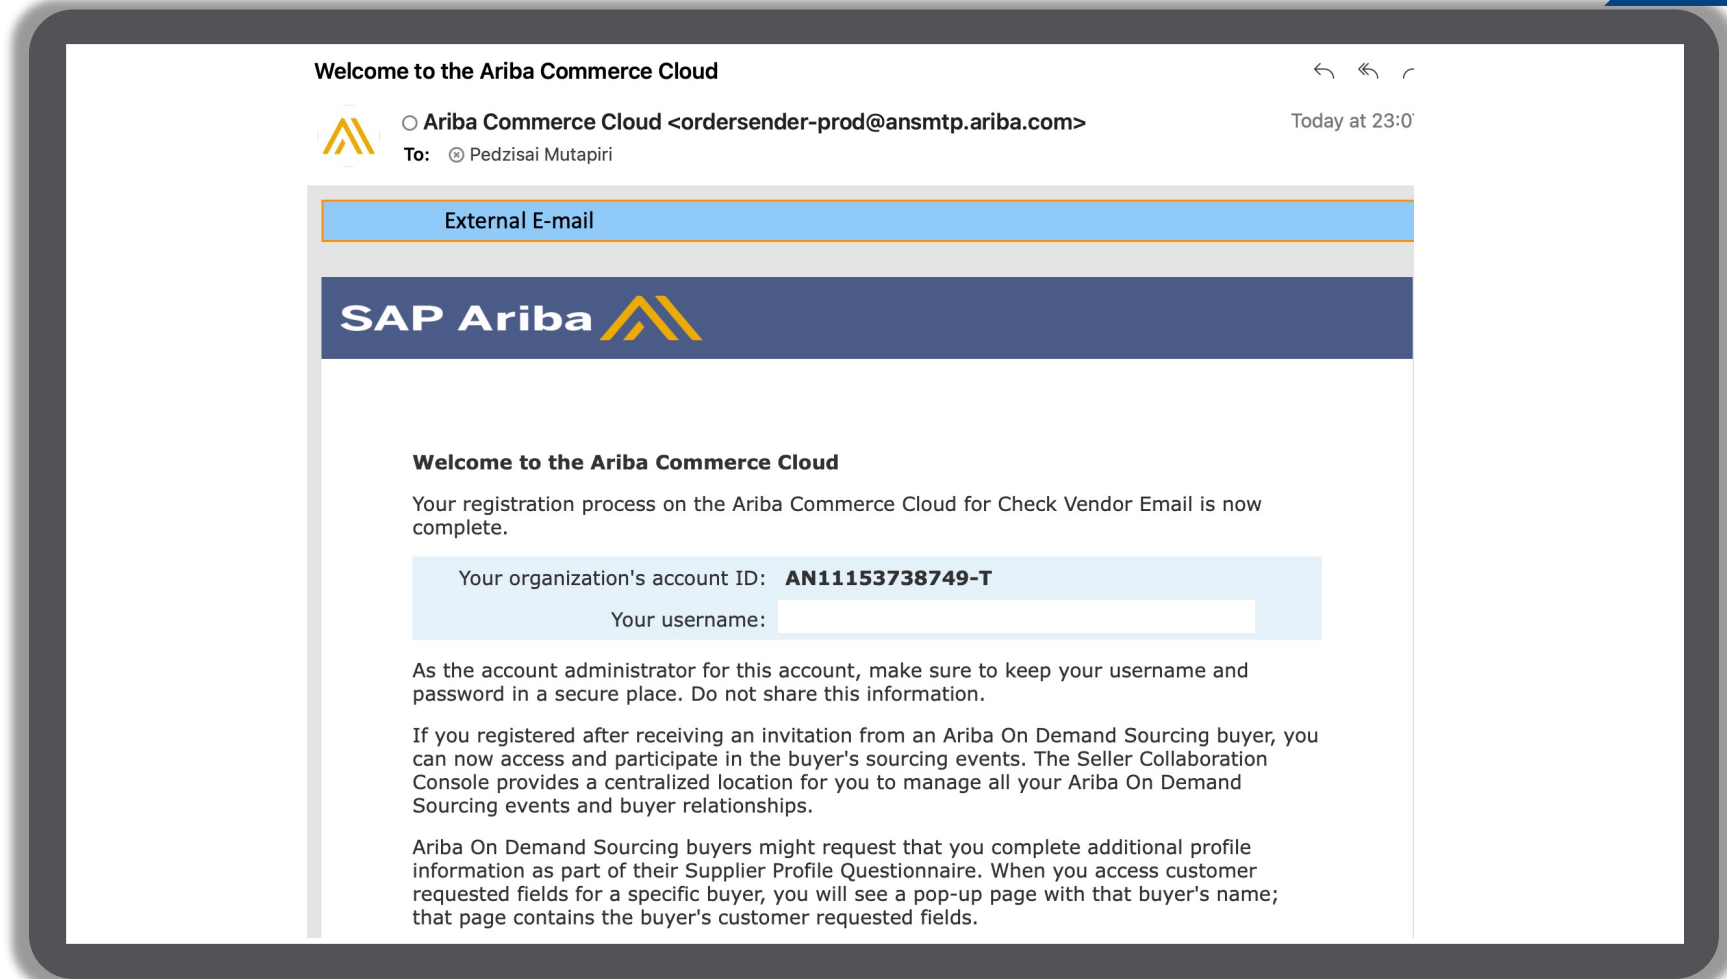 Welcome to the Ariba Commerce Cloud
Ariba Commerce Cloud <ordersender-prod@ansmtp.ariba.com>
Today at 23:0
To: Pedzisai Mutapiri
External E-mail
SAP Ariba
Welcome to the Ariba Commerce Cloud
Your registration process on the Ariba Commerce Cloud for Check Vendor Email is now
complete.
Your organization's account ID: AN11153738749-T
Your username:
As the account administrator for this account, make sure to keep your username and
password in a secure place. Do not share this information.
If you registered after receiving an invitation from an Ariba On Demand Sourcing buyer, you
can now access and participate in the buyer's sourcing events. The Seller Collaboration
Console provides a centralized location for you to manage all your Ariba On Demand
Sourcing events and buyer relationships.
Ariba On Demand Sourcing buyers might request that you complete additional profile
information as part of their Supplier Profile Questionnaire. When you access customer
requested fields for a specific buyer, you will see a pop-up page with that buyer's name;
that page contains the buyer's customer requested fields.